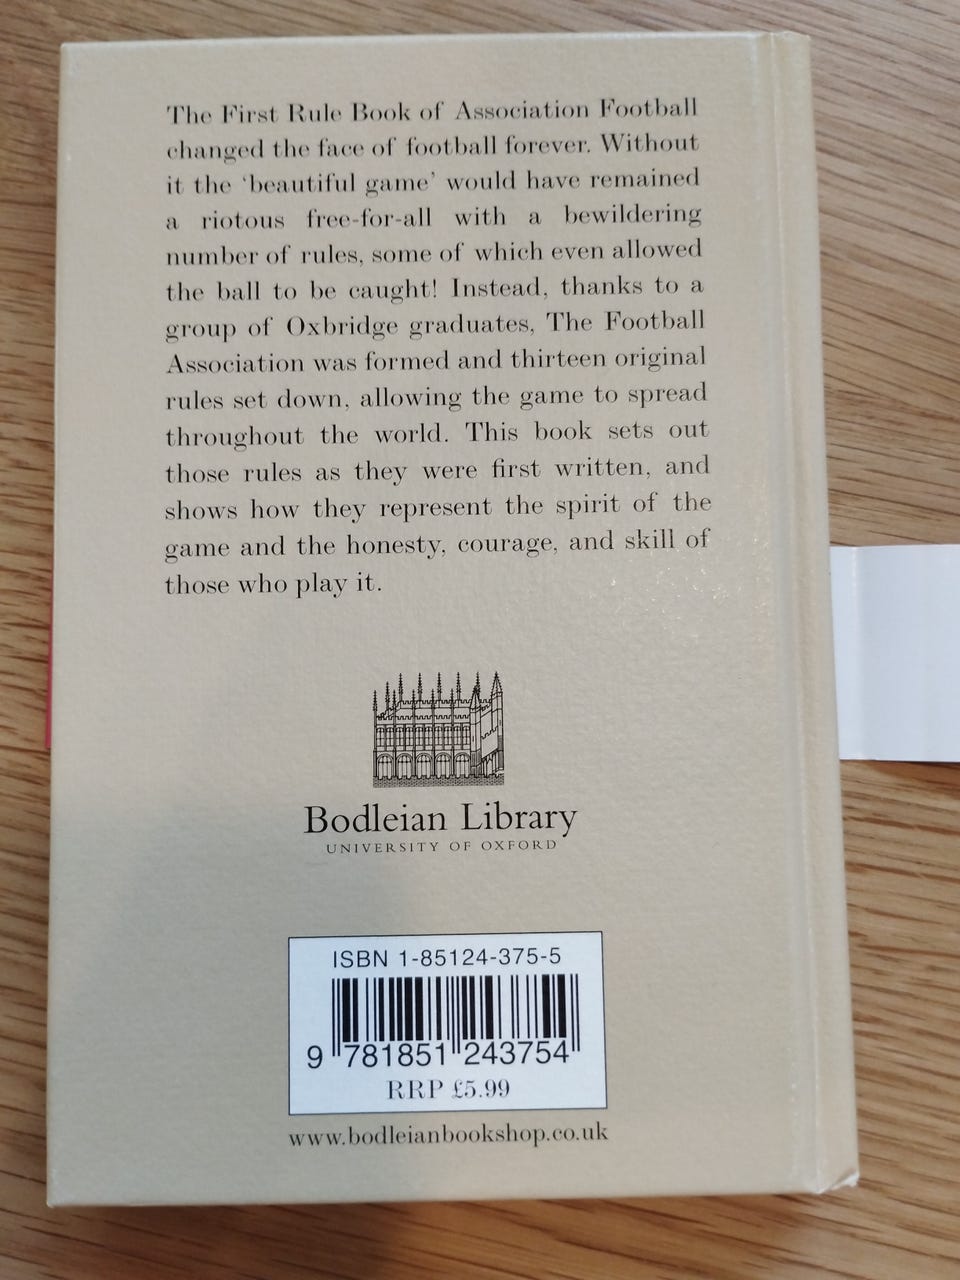 The First Rule Book of Association Football
changed the face of football forever. Without
it the ‘beautiful game’ would have remained
a riotous free-for-all with a bewildering
number of rules, some of which even allowed
the ball to be caught! Instead, thanks to a
group of Oxbridge graduates, The Football
Association was formed and thirteen original
rules set down, allowing the game to spread
throughout the world. This book sets out
those rules as they were first written, and
shows how they represent the spirit of the
game and the honesty, courage, and skill of
those who play it.
Bodleian Library
UNIVERSITY OF OXFORD
ISBN 1-85124-375-5
9 781851 243754
RRP £5.99
www.bodleianbookshop.co.uk